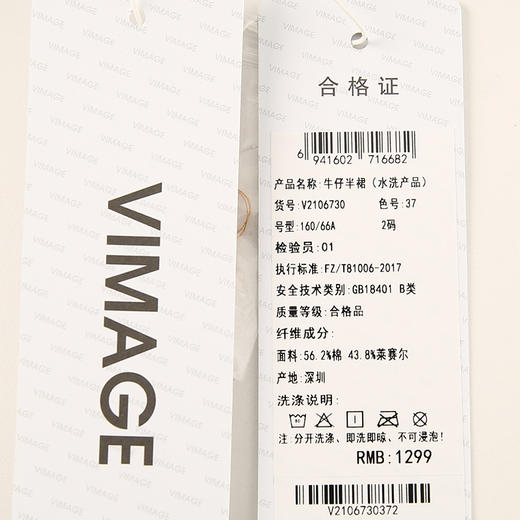 VIMAGE
合格证
6 941602 716682
产品名称:牛仔半裙（水洗产品）
货号:V2106730 色号:37
号型:160/66A 2码
检验员:01
执行标准:FZ/T81006-2017
安全技术类别:GB18401 B类
质量等级:合格品
纤维成分:
面料:56.2%棉 43.8%莱赛尔
产地:深圳
洗涤说明:
注:分开洗涤、即洗即晾、不可浸泡!
RMB:1299
V2106730372